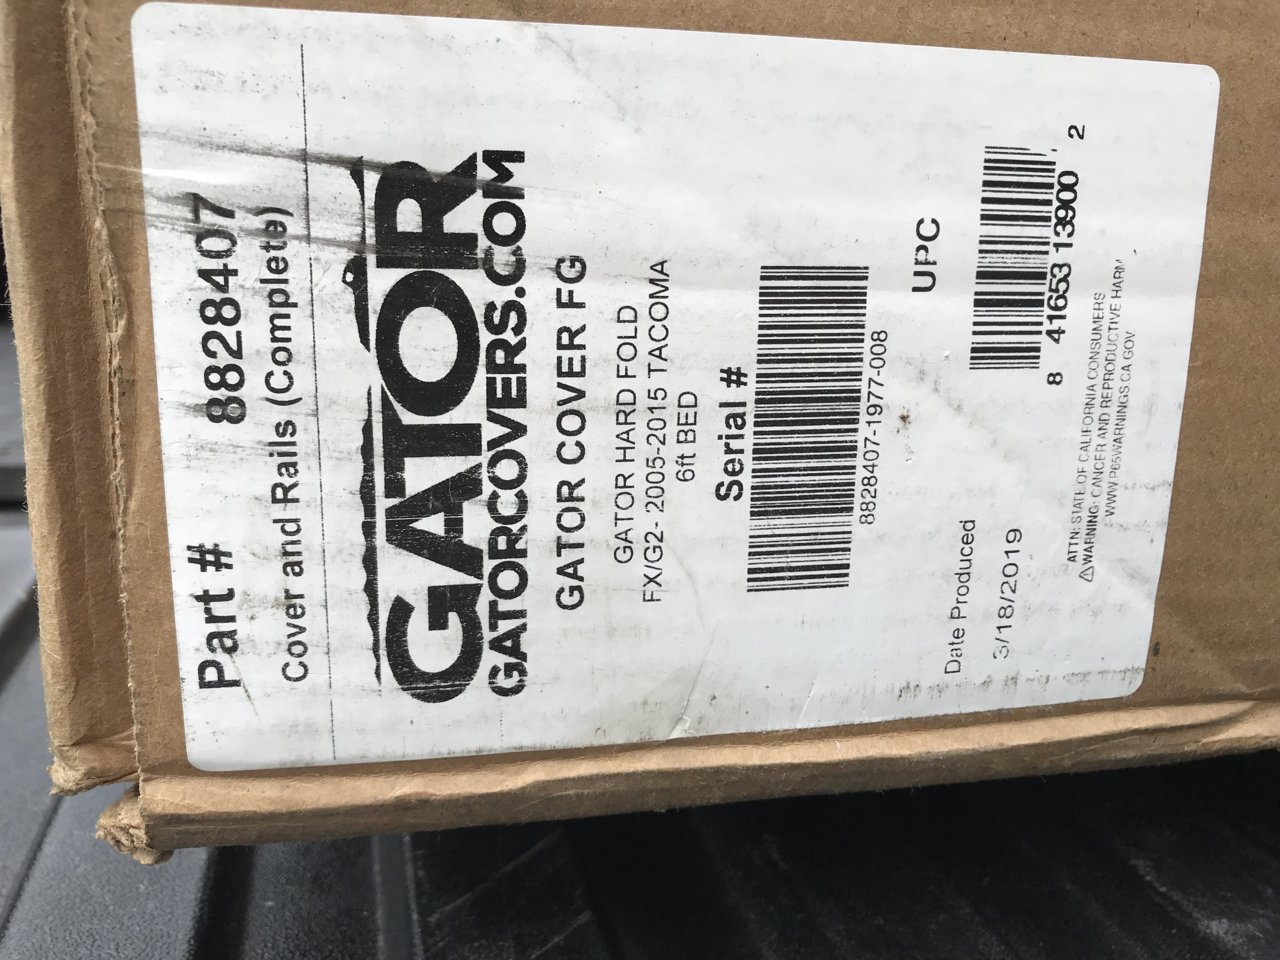 Part # 8828407
Cover and Rails (Complete)
GATOR
GATORCOVERS.COM
GATOR COVER FG
GATOR HARD FOLD
FX/G2- 2005-2015 TACOMA
6ft BED
Serial #
8828407-1977-008
UPC
8 41653 13900 2
Date Produced
3/18/2019
ATTN: STATE OF CALIFORNIA CONSUMERS
⚠WARNING: CANCER AND REPRODUCTIVE HARM
WWW.P65WARNINGS.CA.GOV